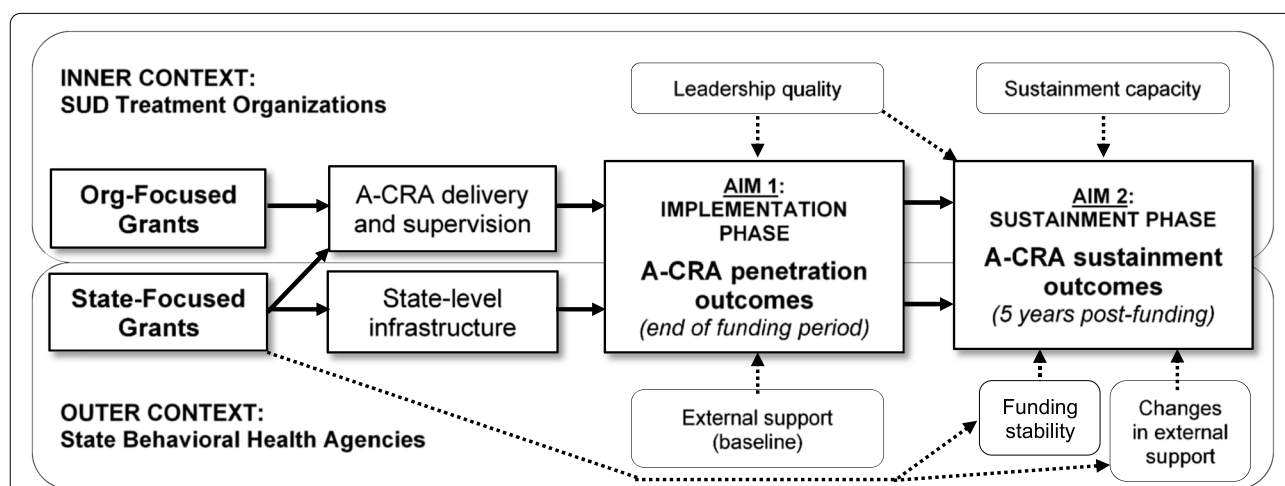 INNER CONTEXT:
SUD Treatment Organizations
Leadership quality
Sustainment capacity
Org-Focused
Grants
A-CRA delivery
and supervision
State-Focused
Grants
State-level
infrastructure
AIM 1:
IMPLEMENTATION
PHASE
A-CRA penetration
outcomes
(end of funding period)
AIM 2:
SUSTAINMENT PHASE
A-CRA sustainment
outcomes
(5 years post-funding)
OUTER CONTEXT:
State Behavioral Health Agencies
External support
(baseline)
Funding
stability
Changes
in external
support